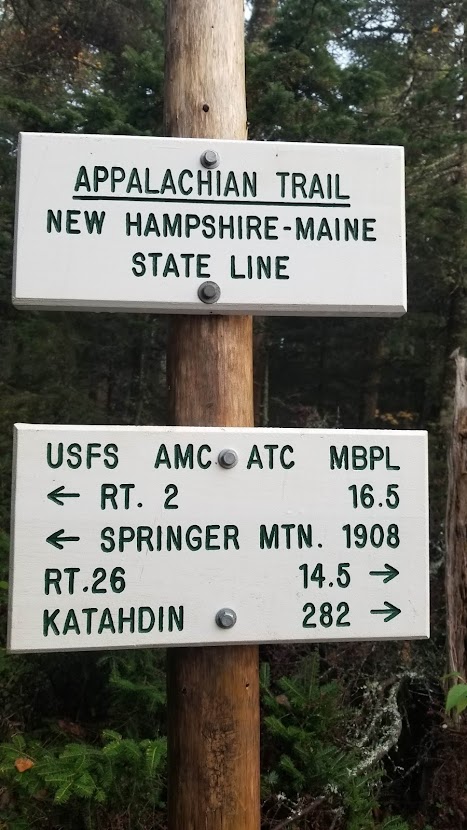 APPALACHIAN TRAIL
NEW HAMPSHIRE-MAINE
STATE LINE
USFS AMC ATC MBPL
← RT. 2 16.5
← SPRINGER MTN. 1908
RT.26 14.5 →
KATAHDIN 282 →